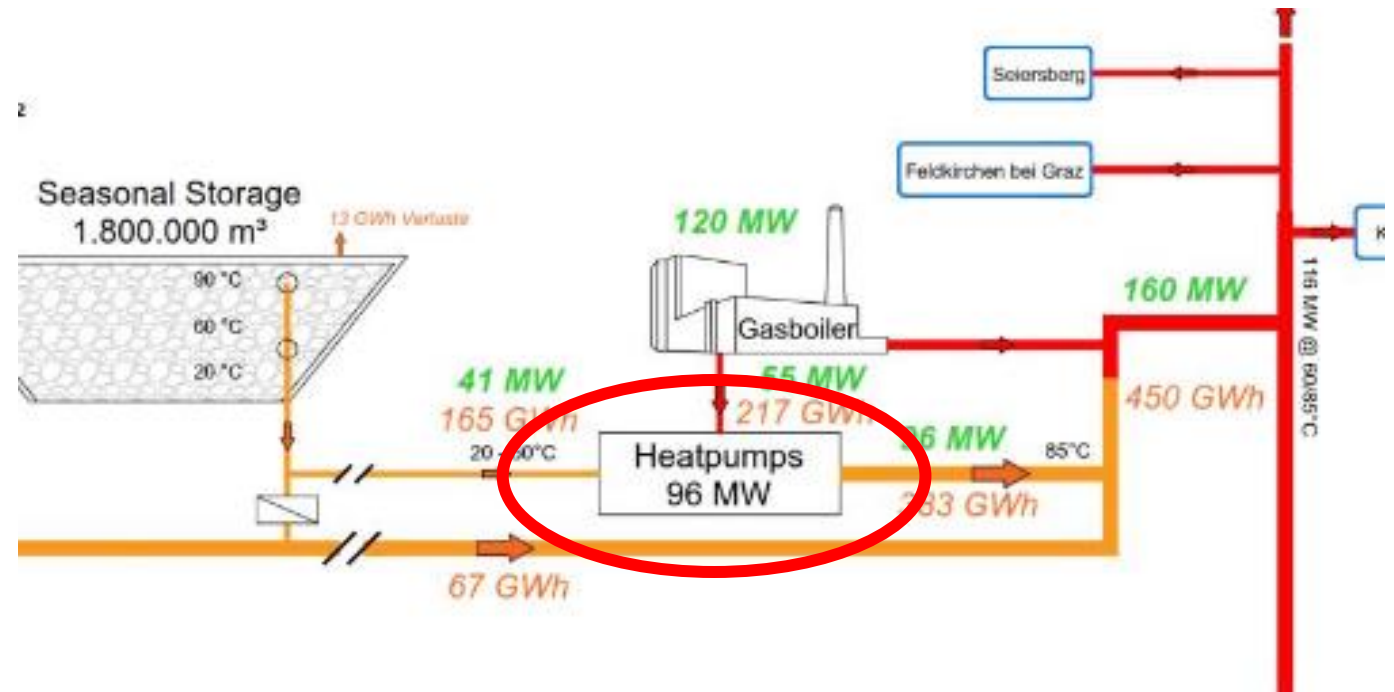 2
Seiersberg
Feldkirchen bei Graz
K
Seasonal Storage
1.800.000 m³
13 GWh Verluste
90 °C
60 °C
20 °C
120 MW
Gasboiler
160 MW
116 MW @ 60/85°C
41 MW
165 GWh
55 MW
217 GWh
450 GWh
Heatpumps
96 MW
MW
85°C
GWh
67 GWh